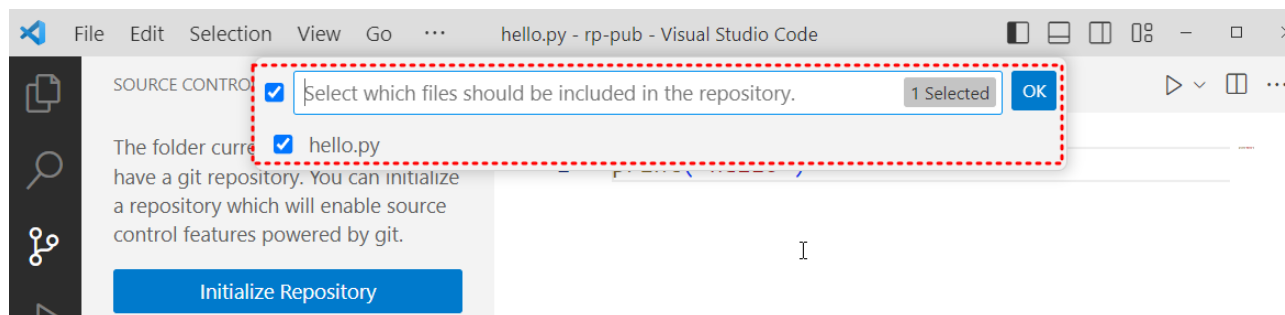 File Edit Selection View Go ··· hello.py - rp-pub - Visual Studio Code
SOURCE CONTRO
Select which files should be included in the repository. 1 Selected OK
hello.py
The folder curre
have a git repository. You can initialize
a repository which will enable source
control features powered by git.
Initialize Repository